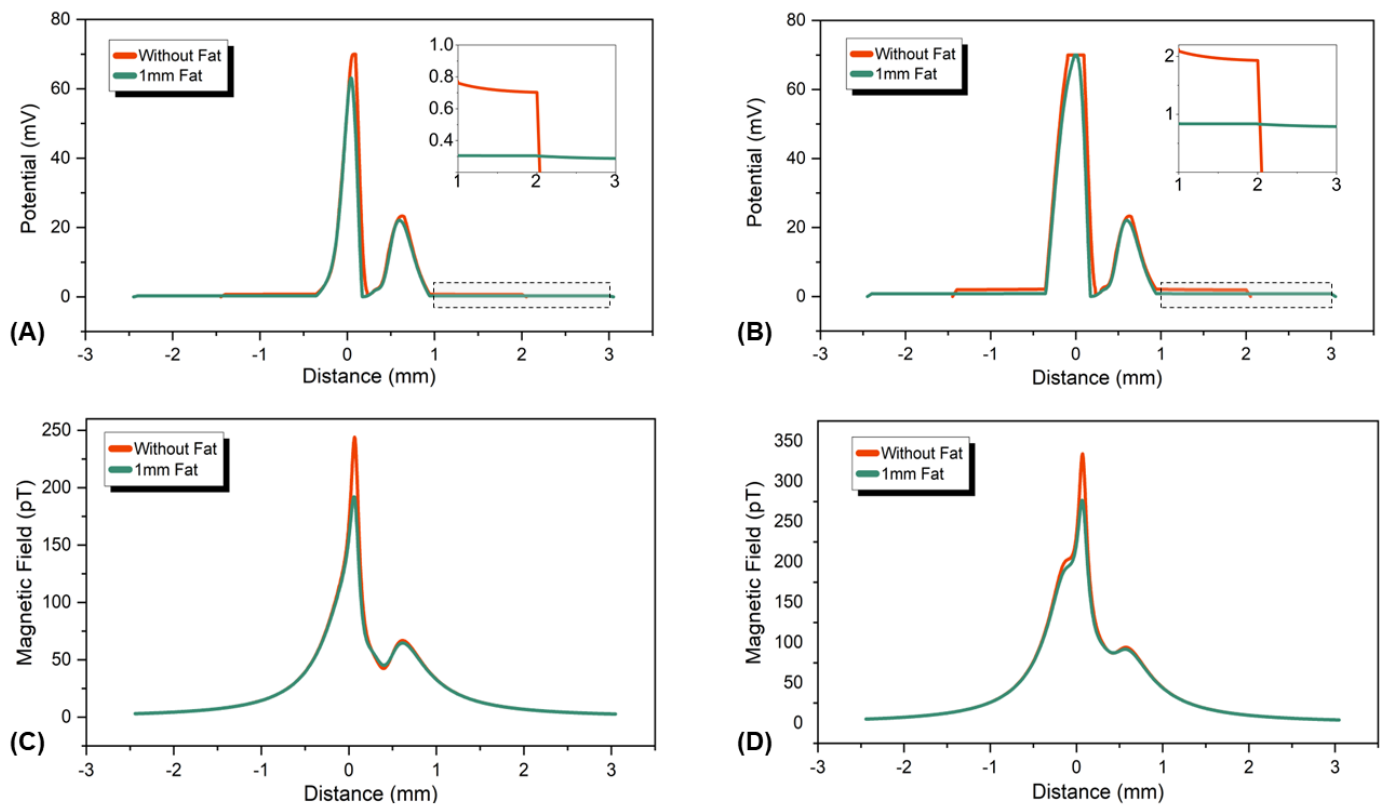 80
60
40
20
0
Potential (mV)
Without Fat
1mm Fat
1.0
0.8
0.6
0.4
1 2 3
-3 -2 -1 0 1 2 3
Distance (mm)
(A)
80
60
40
20
0
Potential (mV)
Without Fat
1mm Fat
2
1
1 2 3
-3 -2 -1 0 1 2 3
Distance (mm)
(B)
250
200
150
100
50
0
Magnetic Field (pT)
Without Fat
1mm Fat
-3 -2 -1 0 1 2 3
Distance (mm)
(C)
350
300
250
200
150
100
50
0
Magnetic Field (pT)
Without Fat
1mm Fat
-3 -2 -1 0 1 2 3
Distance (mm)
(D)